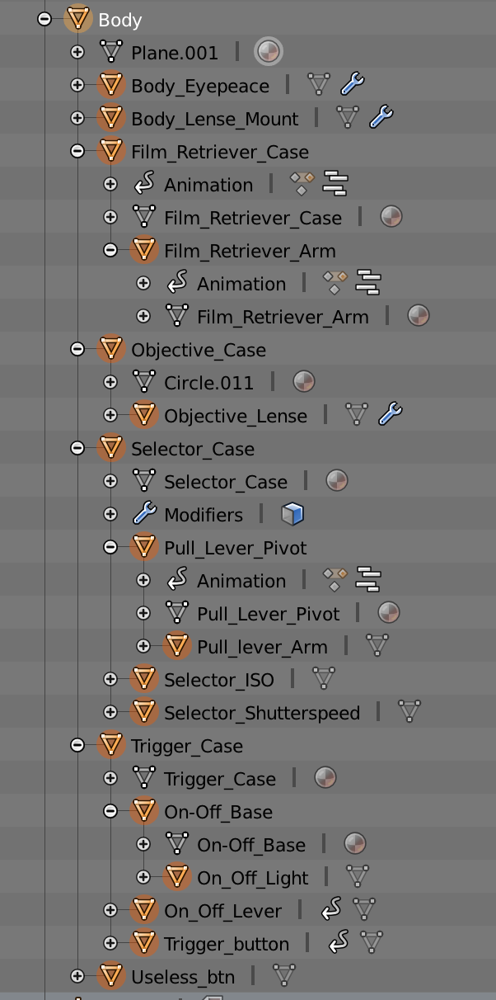 Body
Plane.001
Body_Eyepeace
Body_Lense_Mount
Film_Retriever_Case
Animation
Film_Retriever_Case
Film_Retriever_Arm
Animation
Film_Retriever_Arm
Objective_Case
Circle.011
Objective_Lense
Selector_Case
Selector_Case
Modifiers
Pull_Lever_Pivot
Animation
Pull_Lever_Pivot
Pull_lever_Arm
Selector_ISO
Selector_Shutterspeed
Trigger_Case
Trigger_Case
On-Off_Base
On-Off_Base
On_Off_Light
On_Off_Lever
Trigger_button
Useless_btn